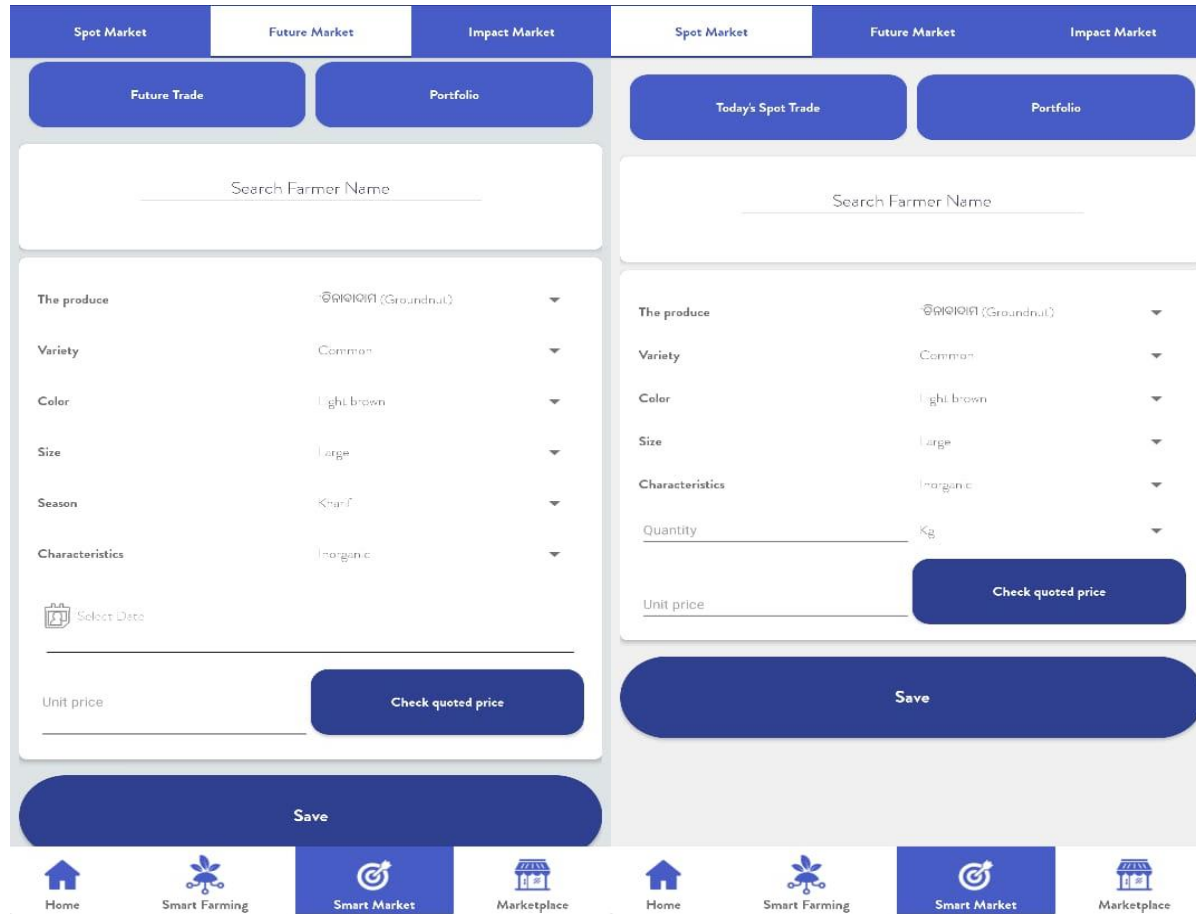 Spot Market Future Market Impact Market
Future Trade Portfolio
Search Farmer Name
The produce ଚିନାବାଦାମ (Groundnut)
Variety Common
Color Light brown
Size Large
Season Kharif
Characteristics Inorganic
Select Date
Unit price Check quoted price
Save
Home Smart Farming Smart Market Marketplace
Spot Market Future Market Impact Market
Today's Spot Trade Portfolio
Search Farmer Name
The produce ଚିନାବାଦାମ (Groundnut)
Variety Common
Color Light brown
Size Large
Characteristics Inorganic
Quantity Kg
Unit price Check quoted price
Save
Home Smart Farming Smart Market Marketplace